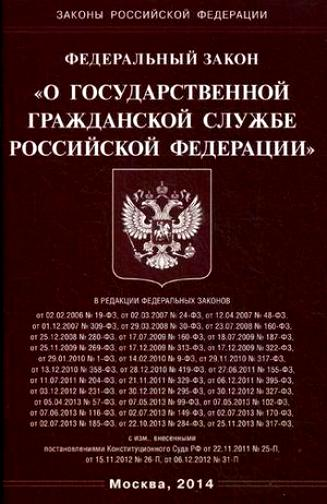 ЗАКОНЫ РОССИЙСКОЙ ФЕДЕРАЦИИ
ФЕДЕРАЛЬНЫЙ ЗАКОН
«О ГОСУДАРСТВЕННОЙ
ГРАЖДАНСКОЙ СЛУЖБЕ
РОССИЙСКОЙ ФЕДЕРАЦИИ»
В РЕДАКЦИИ ФЕДЕРАЛЬНЫХ ЗАКОНОВ
от 02.02.2006 № 19-ФЗ, от 02.03.2007 № 24-ФЗ, от 12.04.2007 № 48-ФЗ,
от 01.12.2007 № 309-ФЗ, от 29.03.2008 № 30-ФЗ, от 23.07.2008 № 160-ФЗ,
от 25.12.2008 № 280-ФЗ, от 17.07.2009 № 160-ФЗ, от 18.07.2009 № 187-ФЗ,
от 25.11.2009 № 269-ФЗ, от 17.12.2009 № 313-ФЗ, от 17.12.2009 № 322-ФЗ,
от 29.01.2010 № 1-ФЗ, от 14.02.2010 № 9-ФЗ, от 29.11.2010 № 317-ФЗ,
от 13.12.2010 № 358-ФЗ, от 28.12.2010 № 419-ФЗ, от 27.06.2011 № 155-ФЗ,
от 11.07.2011 № 204-ФЗ, от 21.11.2011 № 329-ФЗ, от 06.12.2011 № 395-ФЗ,
от 03.12.2012 № 231-ФЗ, от 30.12.2012 № 295-ФЗ, от 30.12.2012 № 327-ФЗ,
от 05.04.2013 № 57-ФЗ, от 07.05.2013 № 99-ФЗ, от 07.05.2013 № 102-ФЗ,
от 07.06.2013 № 116-ФЗ, от 02.07.2013 № 149-ФЗ, от 02.07.2013 № 170-ФЗ,
от 02.07.2013 № 185-ФЗ, от 22.10.2013 № 284-ФЗ, от 25.11.2013 № 317-ФЗ,
с изм., внесенными
постановлениями Конституционного Суда РФ от 22.11.2011 № 25-П,
от 15.11.2012 № 26-П, от 06.12.2012 № 31-П
Москва, 2014